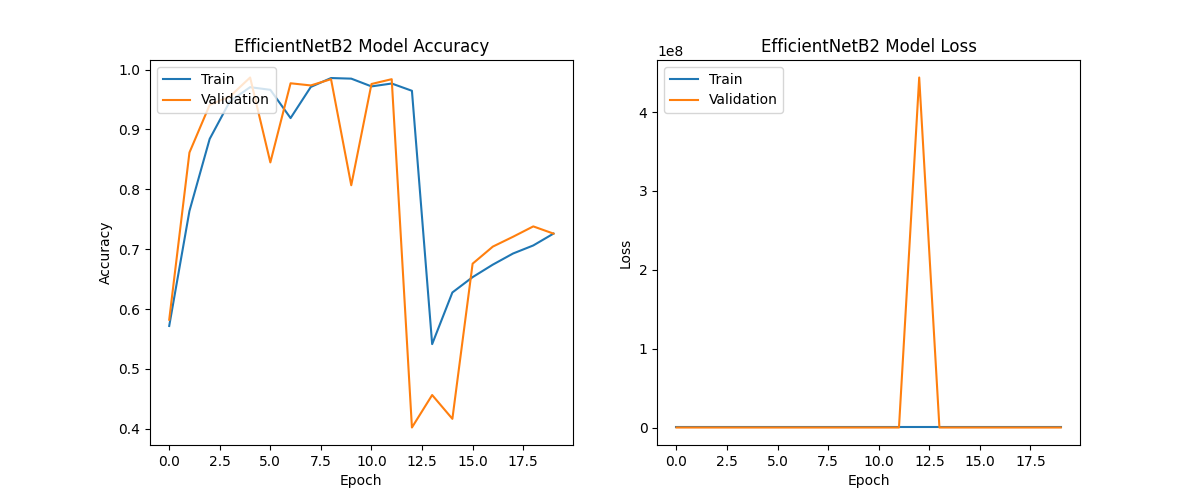 EfficientNetB2 Model Accuracy
Train
Validation
1.0
0.9
0.8
0.7
0.6
0.5
0.4
Accuracy
0.0 2.5 5.0 7.5 10.0 12.5 15.0 17.5
Epoch
EfficientNetB2 Model Loss
1e8
Train
Validation
4
3
2
1
0
Loss
0.0 2.5 5.0 7.5 10.0 12.5 15.0 17.5
Epoch